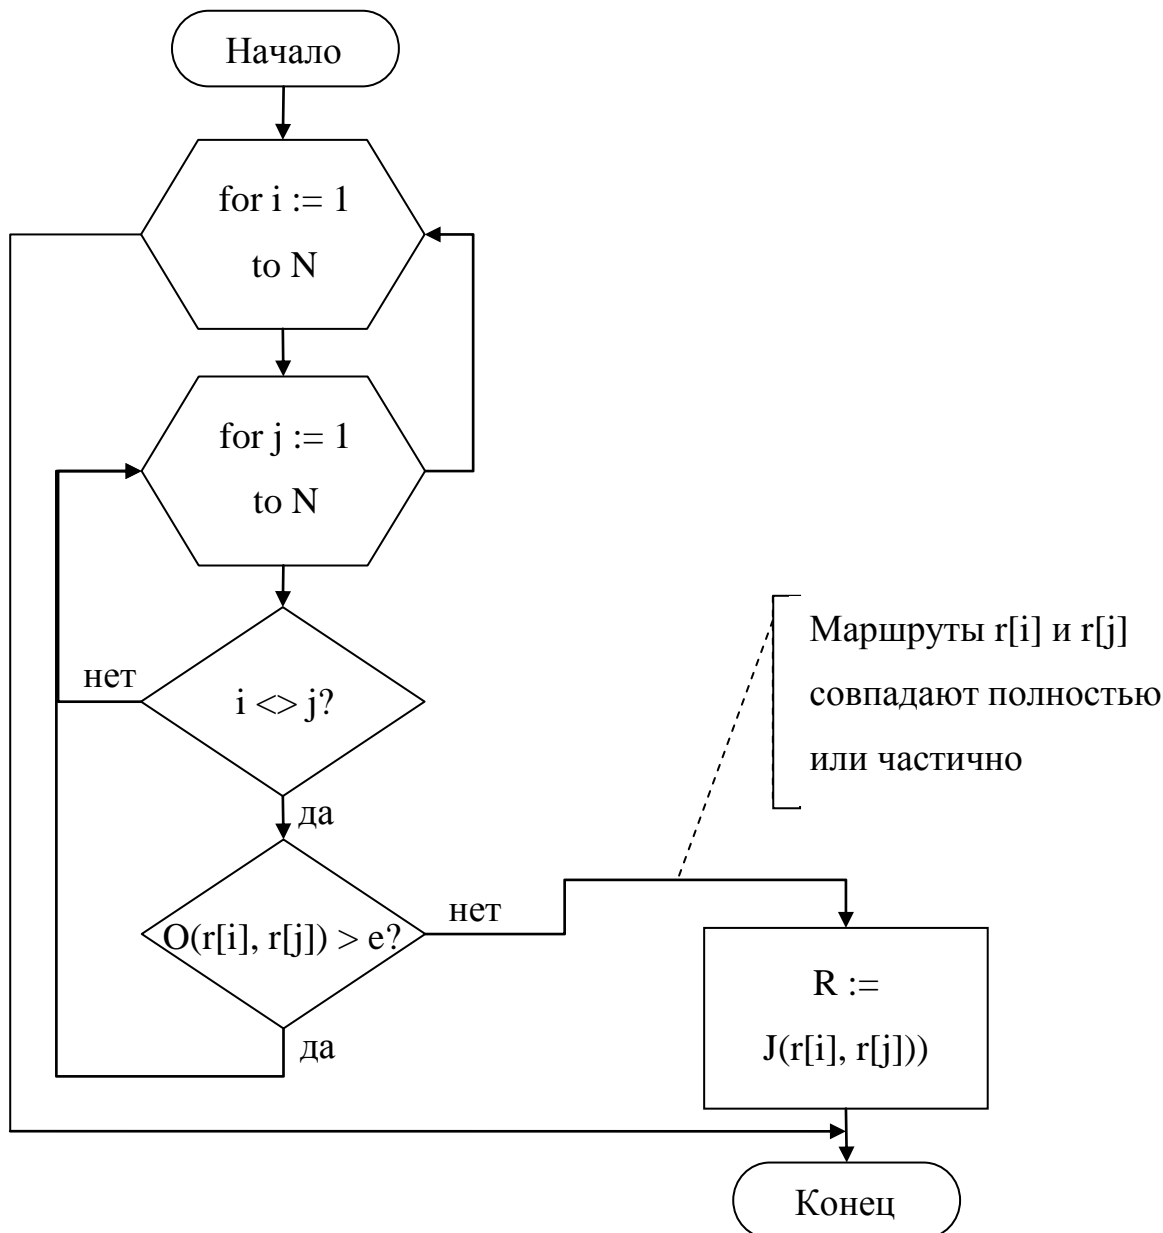 Начало
for i := 1
to N
for j := 1
to N
Маршруты r[i] и r[j]
совпадают полностью
или частично
нет
i <> j?
да
O(r[i], r[j]) > e?
нет
R :=
J(r[i], r[j]))
да
Конец